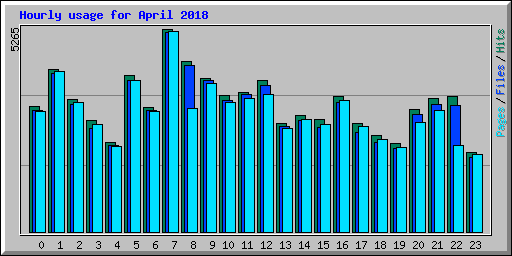 Hourly usage for April 2018
5265
Pages/Files/Hits
0 1 2 3 4 5 6 7 8 9 10 11 12 13 14 15 16 17 18 19 20 21 22 23